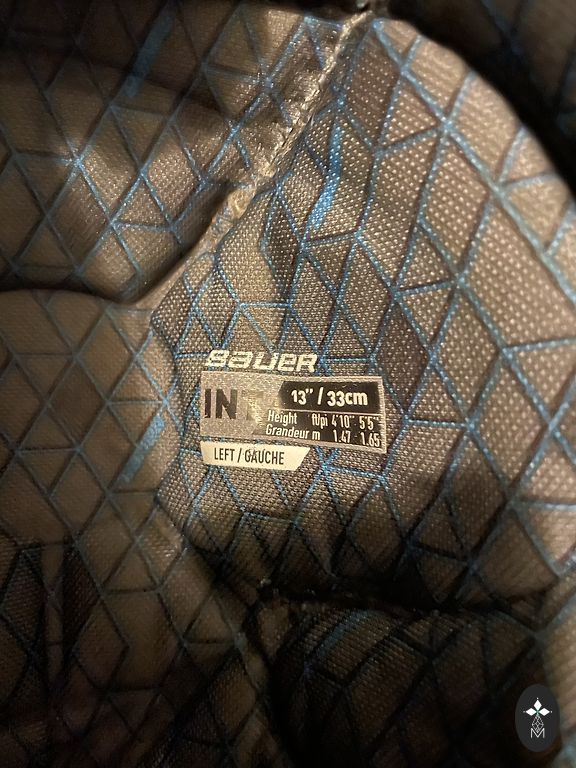 BAUER
INT 13" / 33cm
Height ft/pi 4'10" 5'5"
Grandeur m 1.47 1.65
LEFT / GAUCHE
M